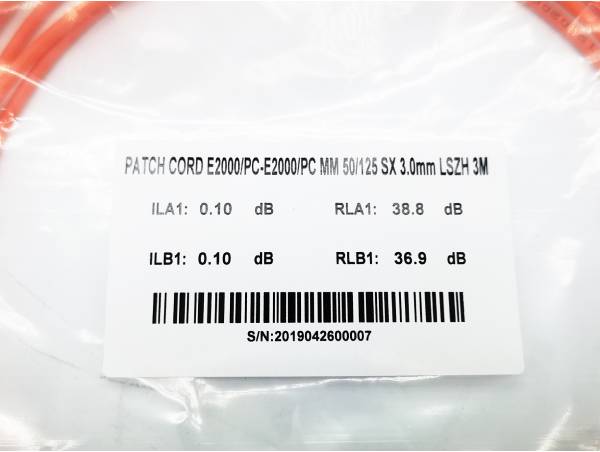 PATCH CORD E2000/PC-E2000/PC MM 50/125 SX 3.0mm LSZH 3M
ILA1: 0.10 dB RLA1: 38.8 dB
ILB1: 0.10 dB RLB1: 36.9 dB
S/N:2019042600007